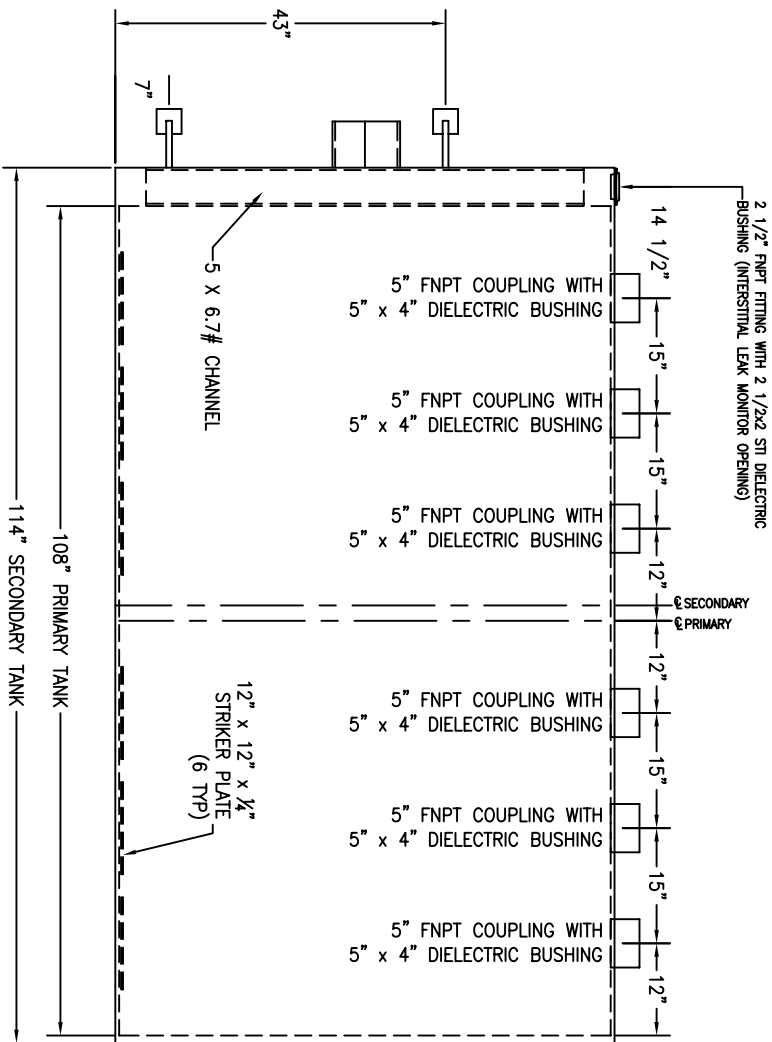 2 1/2" FNPT FITTING WITH 2 1/2x2 STI DIELECTRIC
BUSHING (INTERSTITIAL LEAK MONITOR OPENING)
43"
7"
14 1/2"
15"
15"
12"
℄ SECONDARY
℄ PRIMARY
12"
15"
15"
12"
5" FNPT COUPLING WITH
5" x 4" DIELECTRIC BUSHING
5" FNPT COUPLING WITH
5" x 4" DIELECTRIC BUSHING
5" FNPT COUPLING WITH
5" x 4" DIELECTRIC BUSHING
5" FNPT COUPLING WITH
5" x 4" DIELECTRIC BUSHING
5" FNPT COUPLING WITH
5" x 4" DIELECTRIC BUSHING
5" FNPT COUPLING WITH
5" x 4" DIELECTRIC BUSHING
5 X 6.7# CHANNEL
12" x 12" x 1/4"
STRIKER PLATE
(6 TYP)
108" PRIMARY TANK
114" SECONDARY TANK